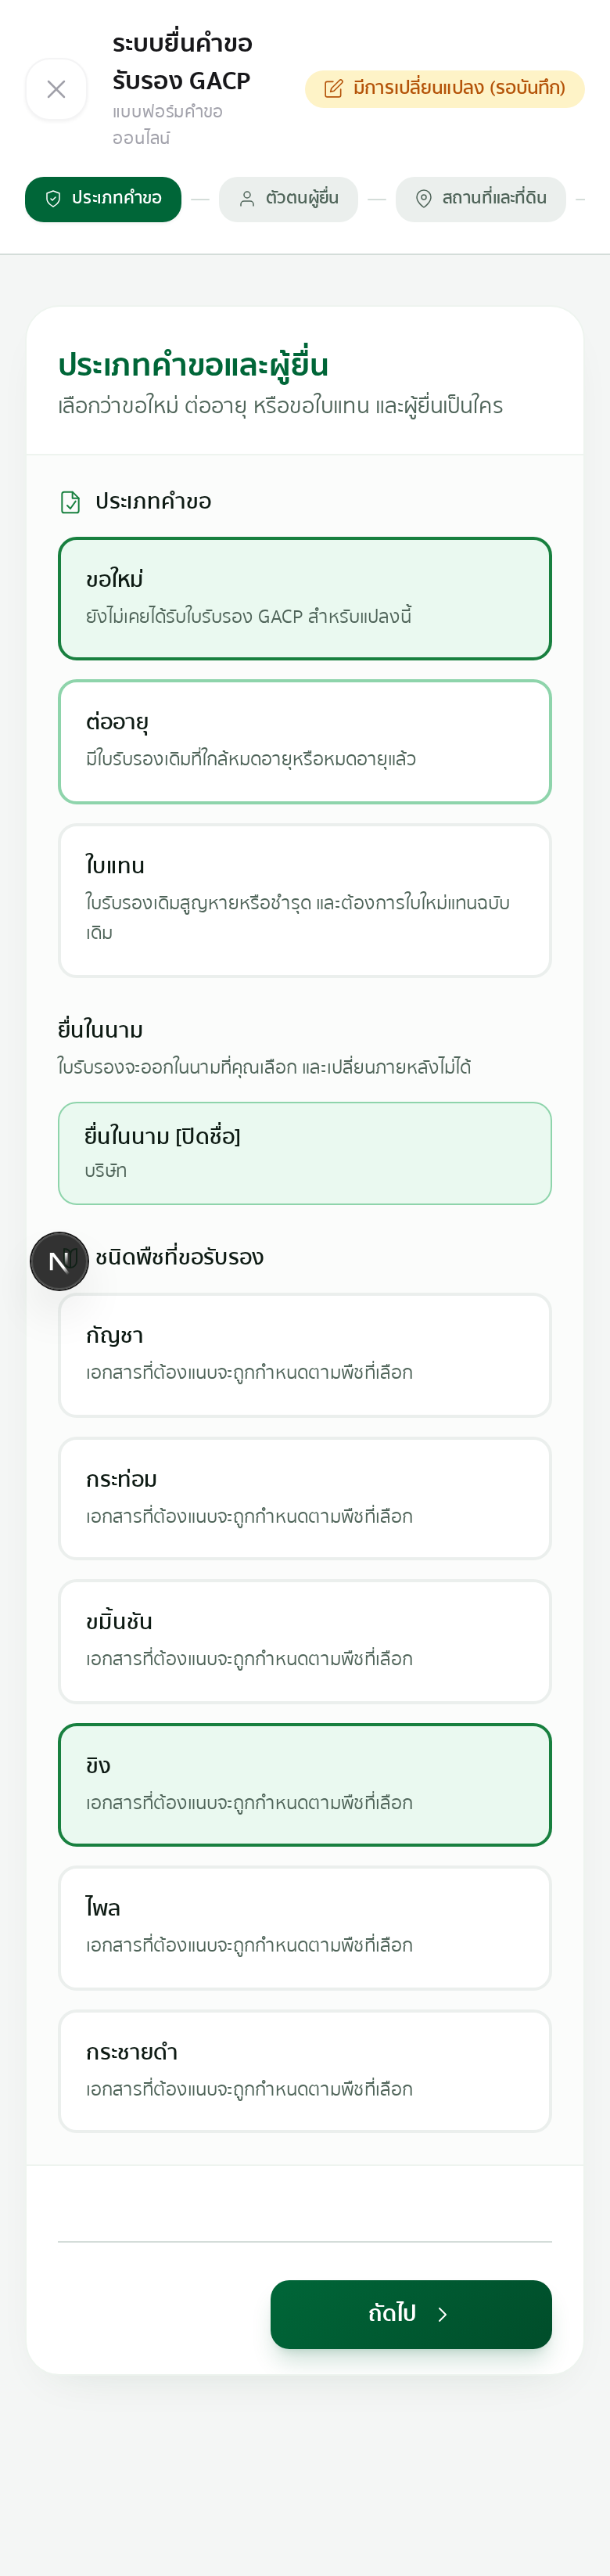 ระบบยื่นคำขอ
รับรอง GACP
แบบฟอร์มคำขอ
ออนไลน์
มีการเปลี่ยนแปลง (รอบันทึก)
ประเภทคำขอ
ตัวตนผู้ยื่น
สถานที่และที่ดิน
ประเภทคำขอและผู้ยื่น
เลือกว่าขอใหม่ ต่ออายุ หรือขอใบแทน และผู้ยื่นเป็นใคร
ประเภทคำขอ
ขอใหม่
ยังไม่เคยได้รับใบรับรอง GACP สำหรับแปลงนี้
ต่ออายุ
มีใบรับรองเดิมที่ใกล้หมดอายุหรือหมดอายุแล้ว
ใบแทน
ใบรับรองเดิมสูญหายหรือชำรุด และต้องการใบใหม่แทนฉบับ
เดิม
ยื่นในนาม
ใบรับรองจะออกในนามที่คุณเลือก และเปลี่ยนภายหลังไม่ได้
ยื่นในนาม [ปิดชื่อ]
บริษัท
N
ชนิดพืชที่ขอรับรอง
กัญชา
เอกสารที่ต้องแนบจะถูกกำหนดตามพืชที่เลือก
กระท่อม
เอกสารที่ต้องแนบจะถูกกำหนดตามพืชที่เลือก
ขมิ้นชัน
เอกสารที่ต้องแนบจะถูกกำหนดตามพืชที่เลือก
ขิง
เอกสารที่ต้องแนบจะถูกกำหนดตามพืชที่เลือก
ไพล
เอกสารที่ต้องแนบจะถูกกำหนดตามพืชที่เลือก
กระชายดำ
เอกสารที่ต้องแนบจะถูกกำหนดตามพืชที่เลือก
ถัดไป